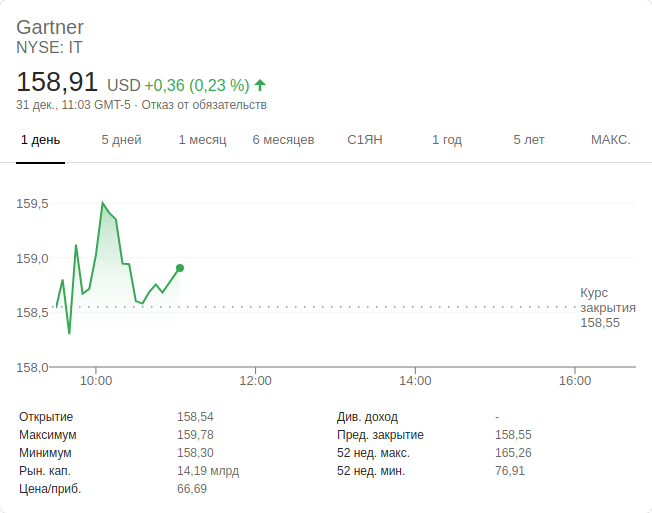 Gartner
NYSE: IT
158,91 USD +0,36 (0,23 %)
31 дек., 11:03 GMT-5 · Отказ от обязательств
1 день 5 дней 1 месяц 6 месяцев С1ЯН 1 год 5 лет МАКС.
159,5
159,0
158,5
158,0
Курс
закрытия
158,55
10:00 12:00 14:00 16:00
Открытие 158,54 Див. доход -
Максимум 159,78 Пред. закрытие 158,55
Минимум 158,30 52 нед. макс. 165,26
Рын. кап. 14,19 млрд 52 нед. мин. 76,91
Цена/приб. 66,69